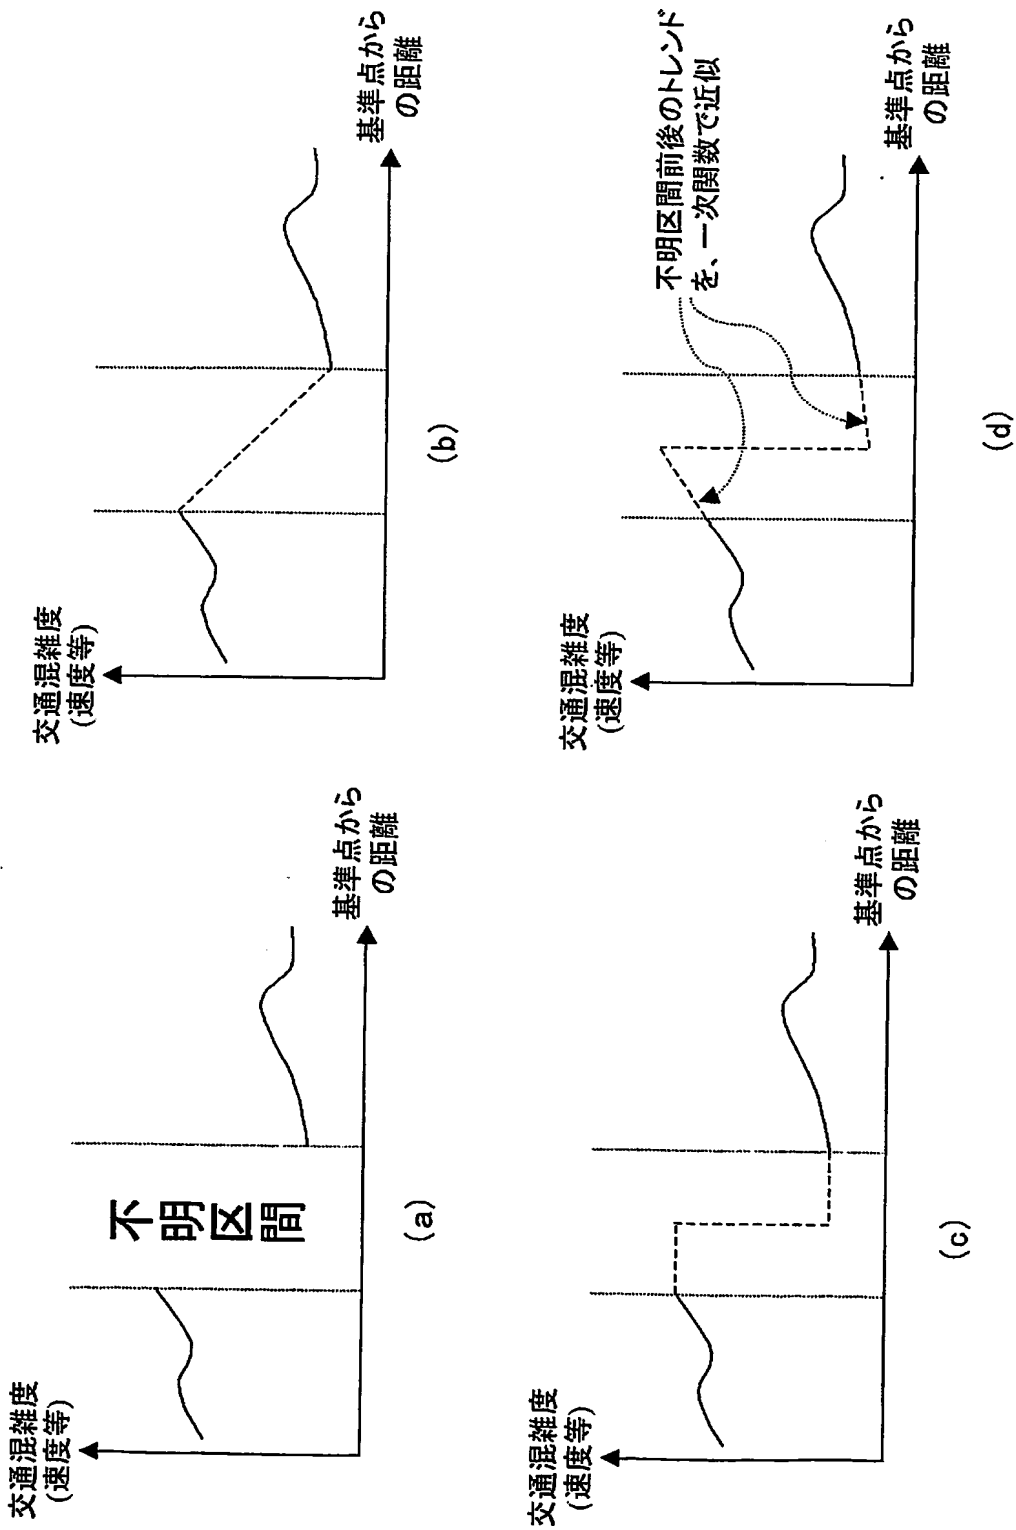 交通混雑度
(速度等)
不明区間
基準点から
の距離
(a)
交通混雑度
(速度等)
基準点から
の距離
(b)
交通混雑度
(速度等)
基準点から
の距離
(c)
交通混雑度
(速度等)
不明区間前後のトレンド
を、一次関数で近似
基準点から
の距離
(d)